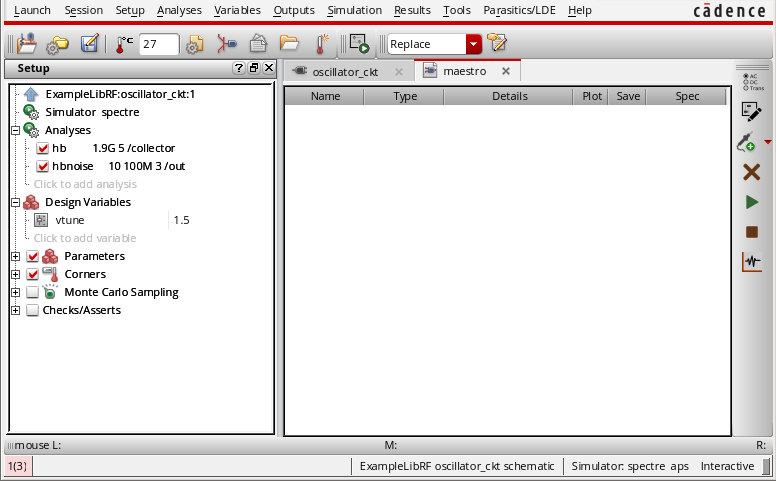 Launch Session Setup Analyses Variables Outputs Simulation Results Tools Parasitics/LDE Help cādence
°C 27 Replace
Setup ?
oscillator_ckt maestro
AC
DC
Trans
ExampleLibRF:oscillator_ckt:1
Simulator spectre
Analyses
hb 1.9G 5 /collector
hbnoise 10 100M 3 /out
Click to add analysis
Design Variables
vtune 1.5
Click to add variable
Parameters
Corners
Monte Carlo Sampling
Checks/Asserts
Name Type Details Plot Save Spec
mouse L: M: R:
1(3) ExampleLibRF oscillator_ckt schematic Simulator: spectre aps Interactive